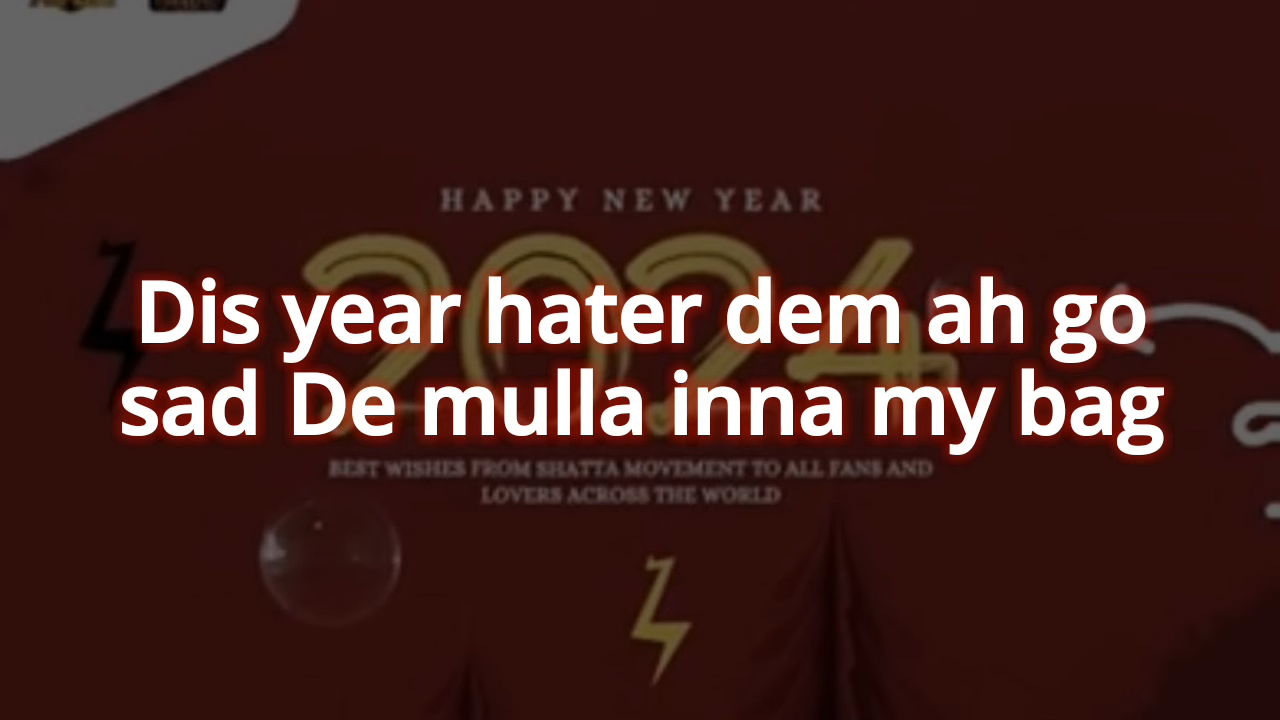 HAPPY NEW YEAR
2024
Dis year hater dem ah go
sad De mulla inna my bag
BEST WISHES FROM SHATTA MOVEMENT TO ALL FANS AND
LOVERS ACROSS THE WORLD